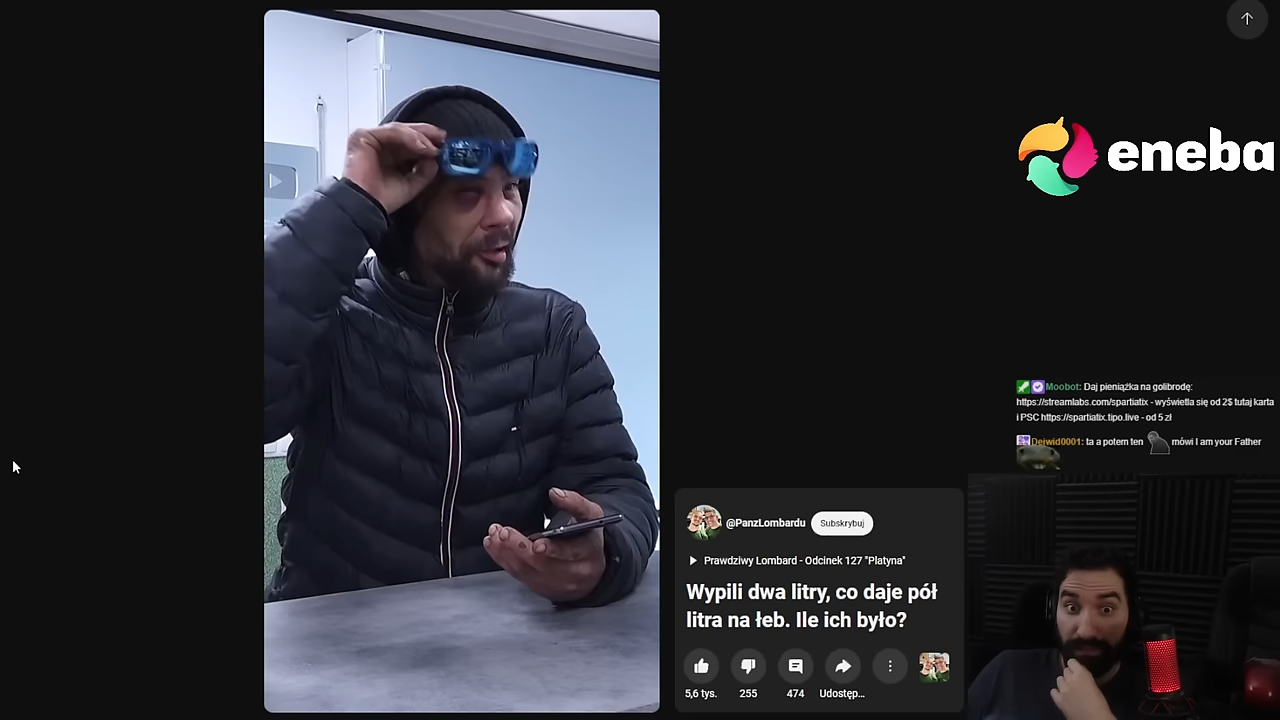 eneba
Moobot: Daj pieniążka na golibrodę:
https://streamlabs.com/spartiatix - wyświetla się od 2$ tutaj karta
i PSC https://spartiatix.tipo.live - od 5 zł
Dejwid0001: ta a potem ten mówi I am your Father
@PanzLombardu Subskrybuj
Prawdziwy Lombard - Odcinek 127 "Platyna"
Wypili dwa litry, co daje pół
litra na łeb. Ile ich było?
5,6 tys. 255 474 Udostęp...